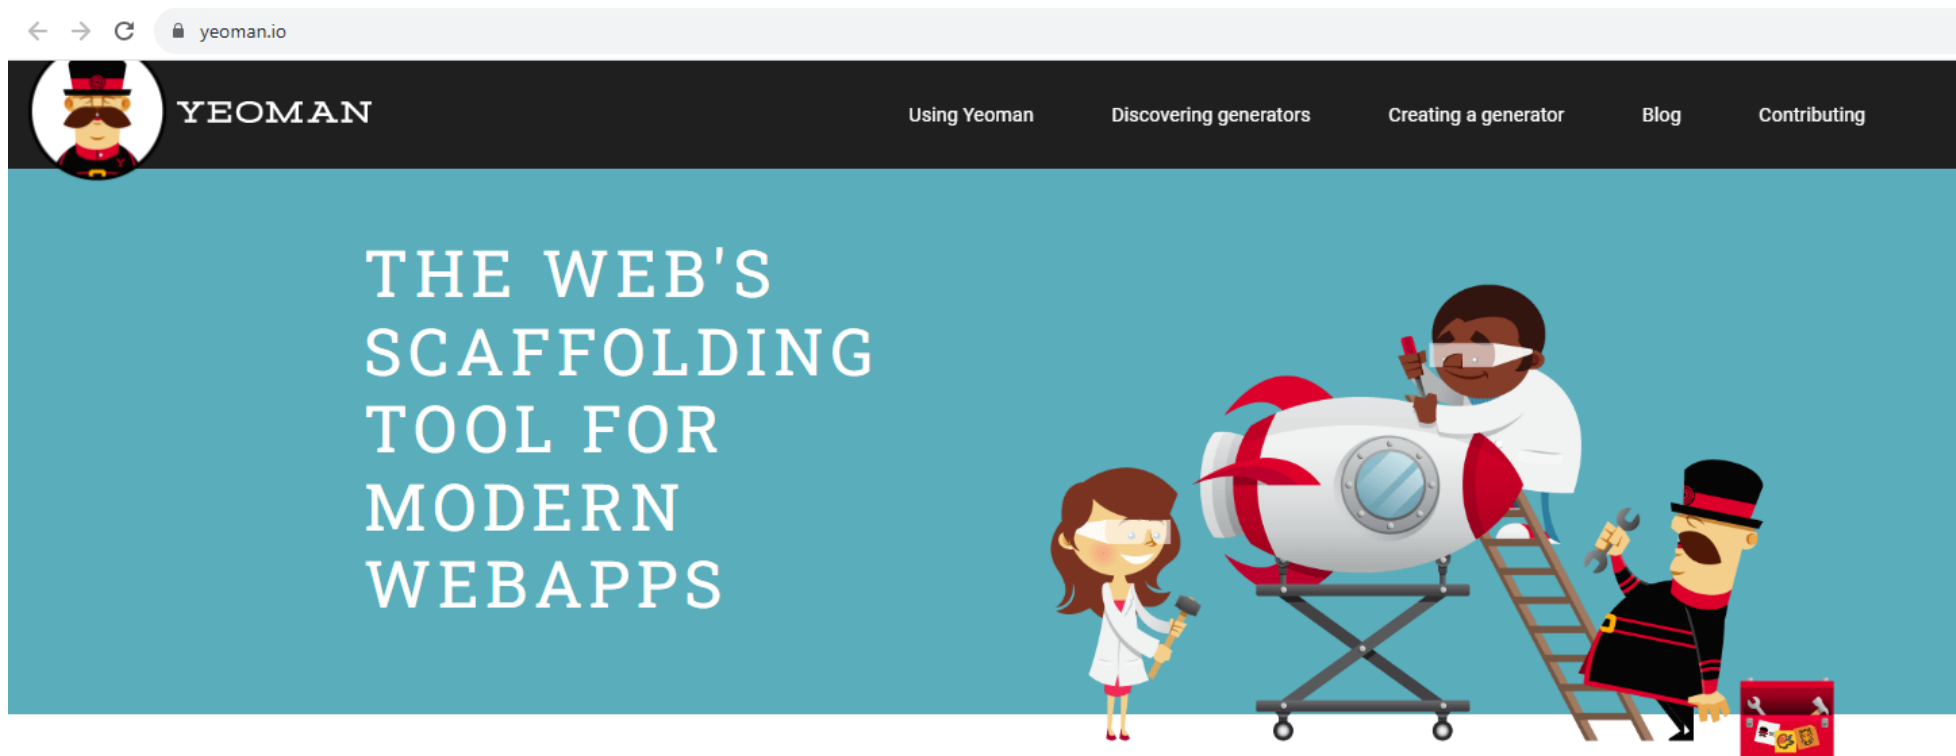 yeoman.io
YEOMAN
Using Yeoman
Discovering generators
Creating a generator
Blog
Contributing
THE WEB'S
SCAFFOLDING
TOOL FOR
MODERN
WEBAPPS